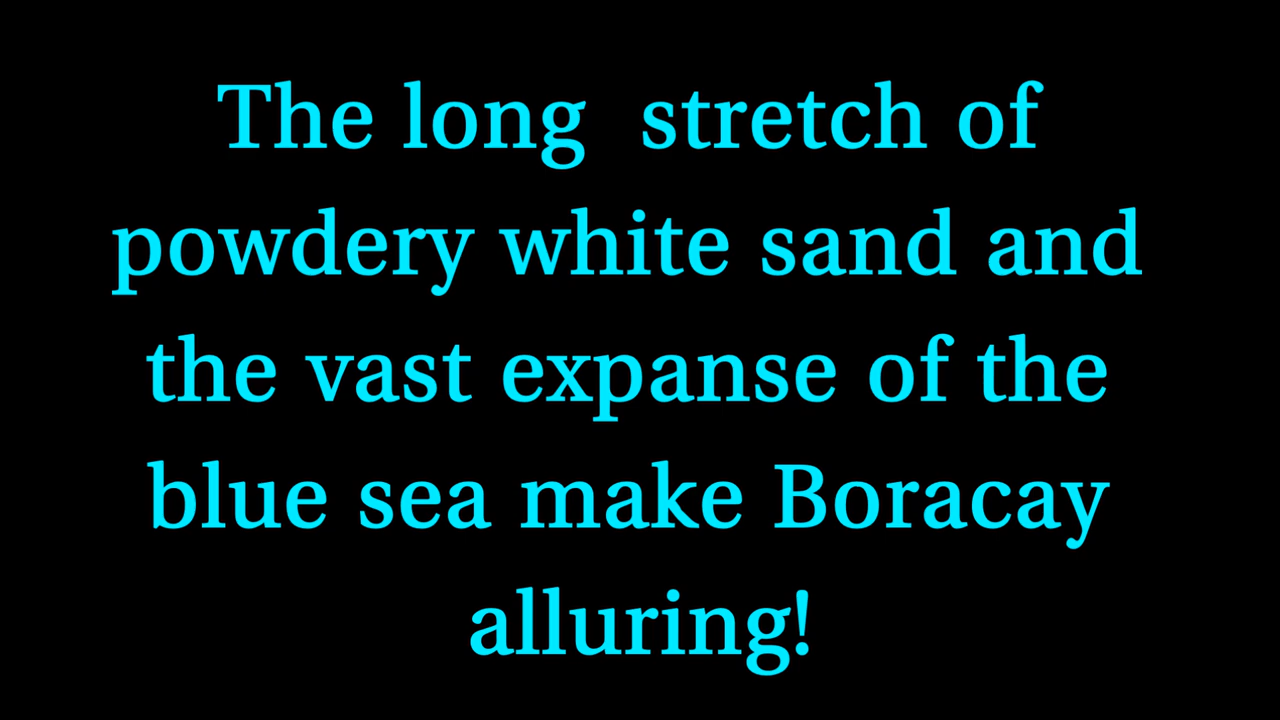 The long  stretch of
powdery white sand and
the vast expanse of the
blue sea make Boracay
alluring!